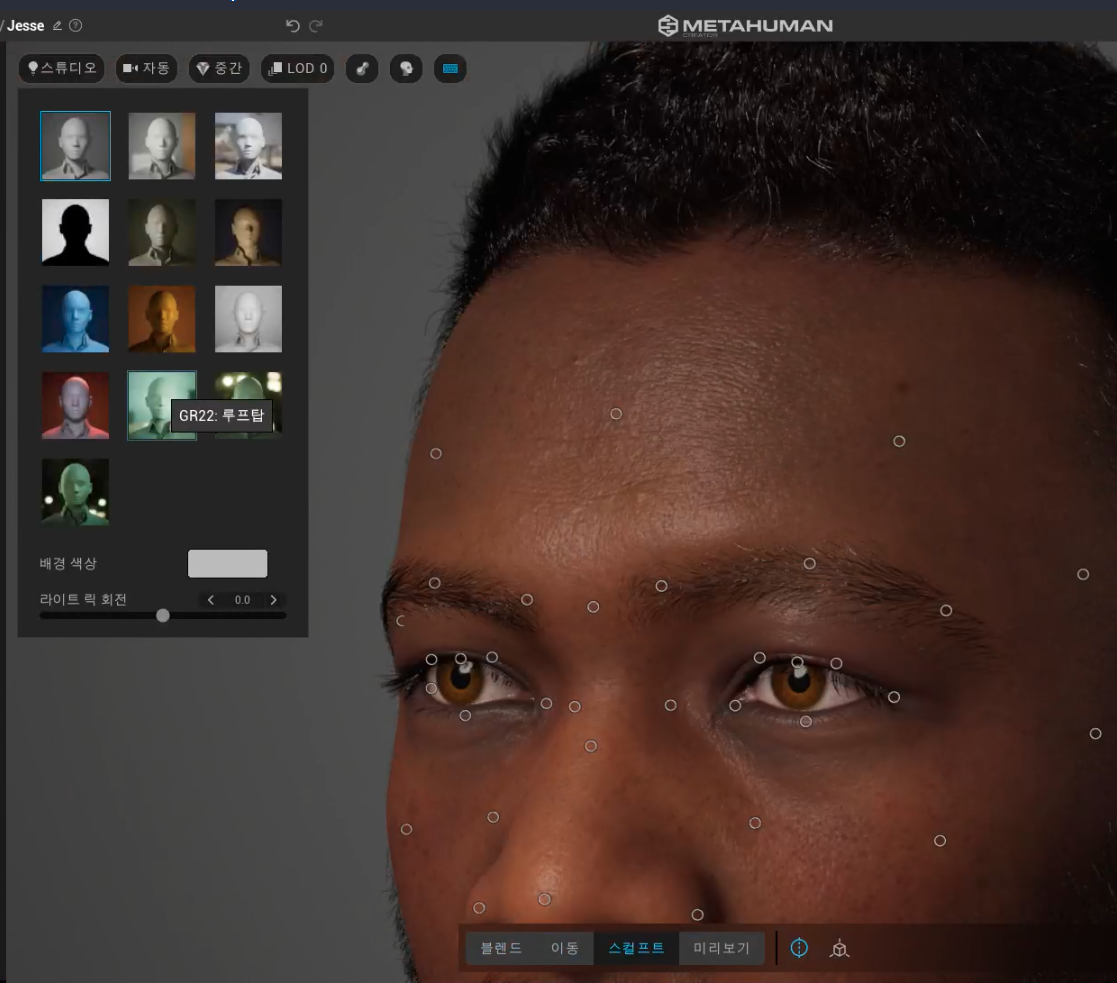 / Jesse
METAHUMAN
CREATOR
스튜디오
자동
중간
LOD 0
GR22: 루프탑
배경 색상
라이트 릭 회전
0.0
블렌드
이동
스컬프트
미리보기